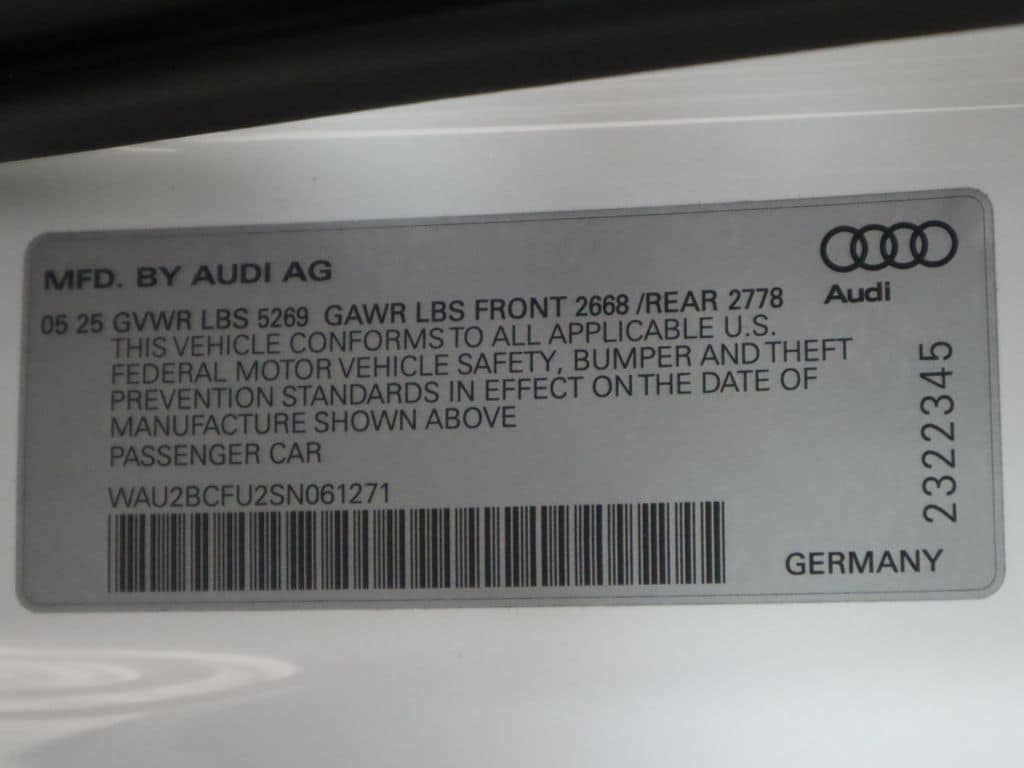 MFD. BY AUDI AG
Audi
05 25 GVWR LBS 5269 GAWR LBS FRONT 2668 /REAR 2778
THIS VEHICLE CONFORMS TO ALL APPLICABLE U.S.
FEDERAL MOTOR VEHICLE SAFETY, BUMPER AND THEFT
PREVENTION STANDARDS IN EFFECT ON THE DATE OF
MANUFACTURE SHOWN ABOVE
PASSENGER CAR
WAU2BCFU2SN061271
2322345
GERMANY